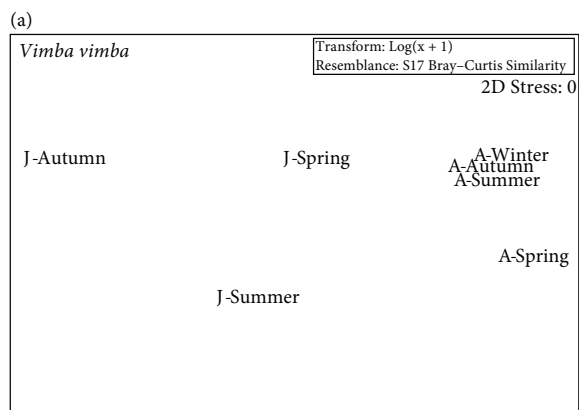 (a)
Vimba vimba
Transform: Log(x + 1)
Resemblance: S17 Bray–Curtis Similarity
2D Stress: 0
J-Autumn
J-Spring
A-Winter
A-Autumn
A-Summer
A-Spring
J-Summer